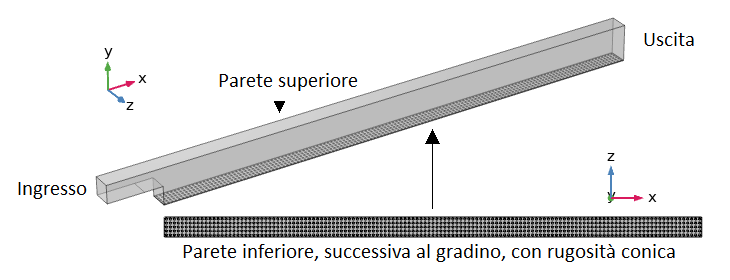 Uscita
y
x
z
Parete superiore
Ingresso
z
y
x
Parete inferiore, successiva al gradino, con rugosità conica